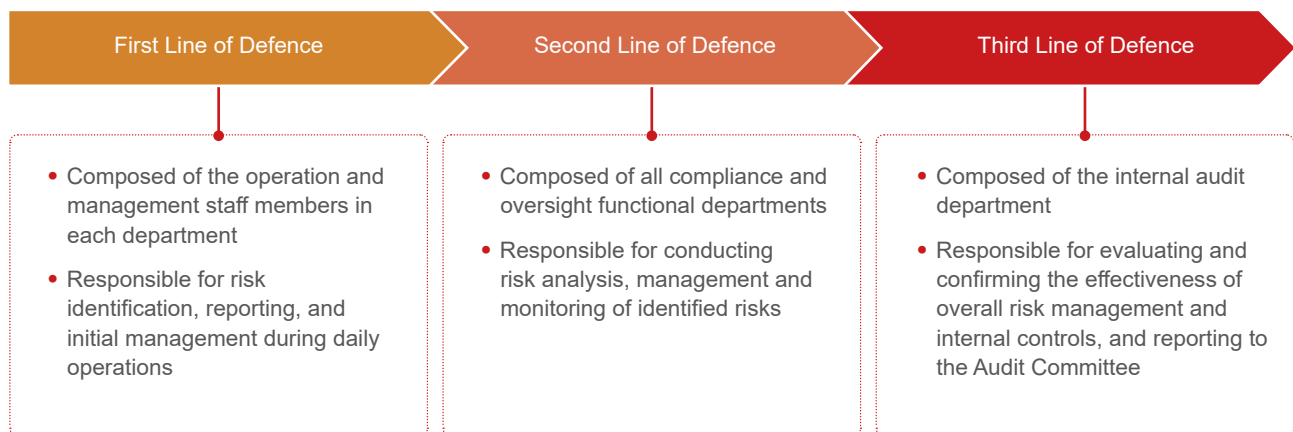 First Line of Defence
Second Line of Defence
Third Line of Defence
• Composed of the operation and
management staff members in
each department
• Responsible for risk
identification, reporting, and
initial management during daily
operations
• Composed of all compliance and
oversight functional departments
• Responsible for conducting
risk analysis, management and
monitoring of identified risks
• Composed of the internal audit
department
• Responsible for evaluating and
confirming the effectiveness of
overall risk management and
internal controls, and reporting to
the Audit Committee